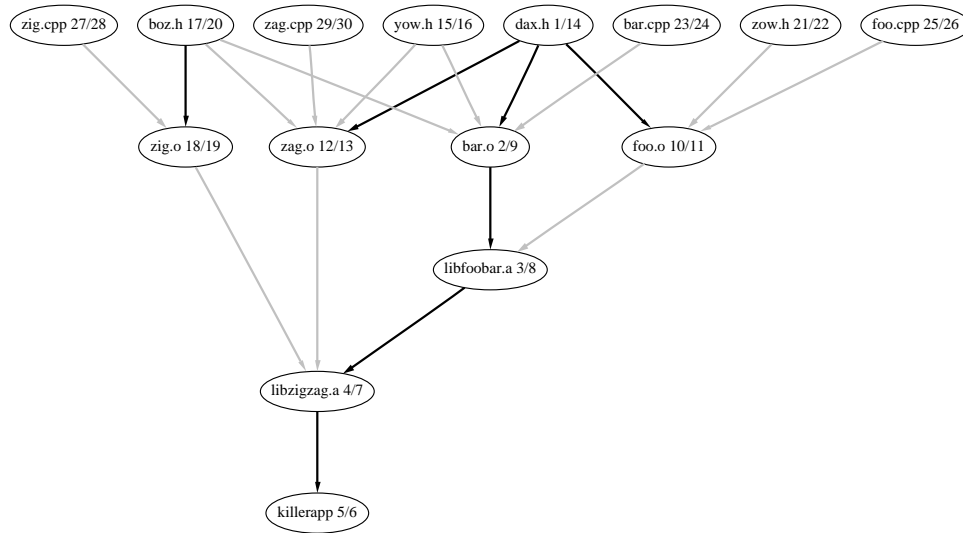 zig.cpp 27/28
boz.h 17/20
zag.cpp 29/30
yow.h 15/16
dax.h 1/14
bar.cpp 23/24
zow.h 21/22
foo.cpp 25/26
zig.o 18/19
zag.o 12/13
bar.o 2/9
foo.o 10/11
libfoobar.a 3/8
libzigzag.a 4/7
killerapp 5/6